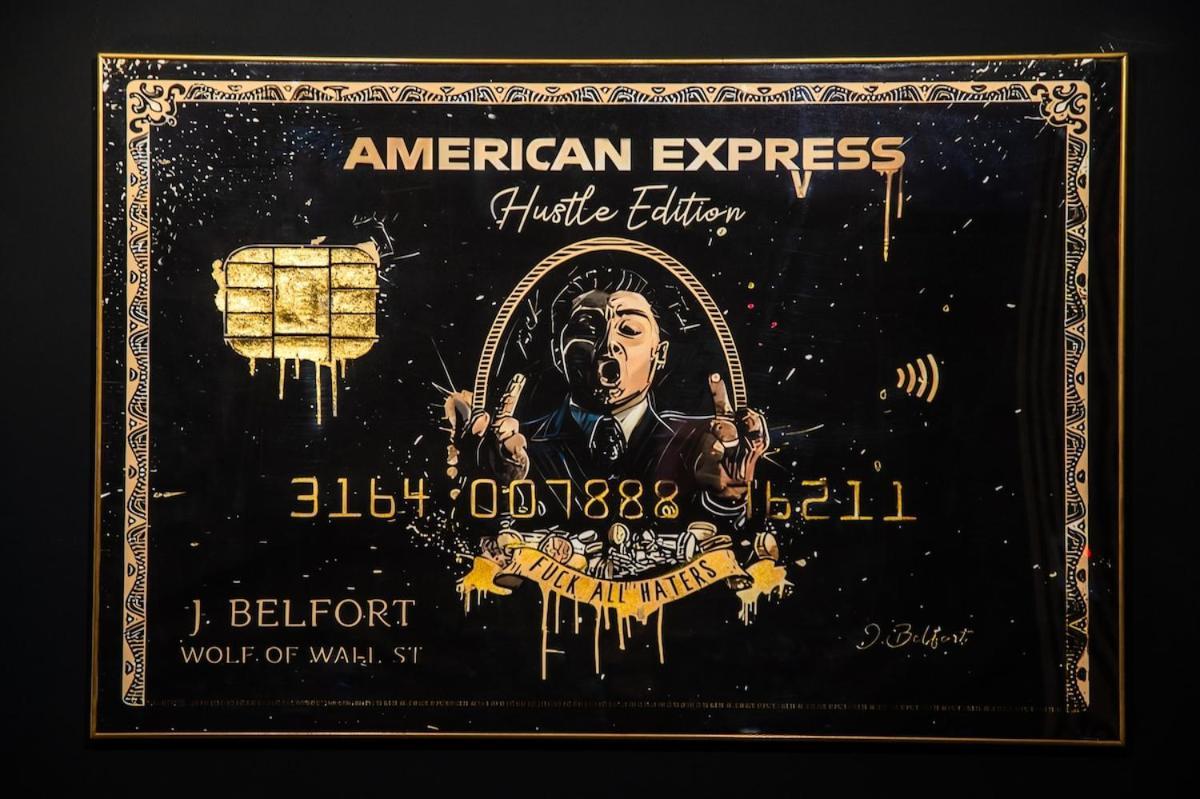 AMERICAN EXPRESS
Hustle Edition
3164 007888 16211
FUCK ALL HATERS
J. BELFORT
WOLF OF WALL ST
J. Belfort